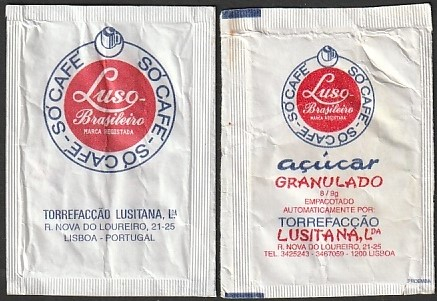 SÓ CAFÉ - SÓ CAFÉ - SÓ CAFÉ
Luso-
Brasileiro
MARCA REGISTADA
TORREFACÇÃO LUSITANA, LDA
R. NOVA DO LOUREIRO, 21-25
LISBOA - PORTUGAL
SÓ CAFÉ - SÓ CAFÉ - SÓ CAFÉ
Luso-
Brasileiro
MARCA REGISTADA
açúcar
GRANULADO
8 / 9g
EMPACOTADO
AUTOMATICAMENTE POR:
TORREFACÇÃO
LUSITANA, LDA
R. NOVA DO LOUREIRO, 21-25
TEL. 3425243 - 3467069 - 1200 LISBOA